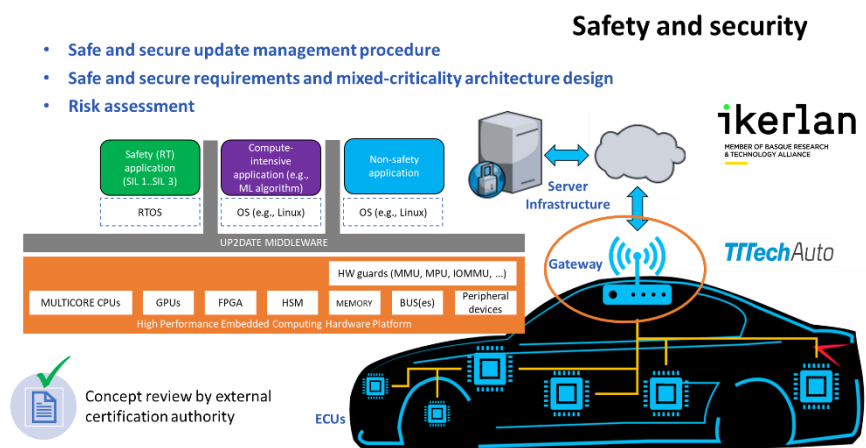 Safety and security
• Safe and secure update management procedure
• Safe and secure requirements and mixed-criticality architecture design
• Risk assessment
Safety (RT)
application
(SIL 1..SIL 3)
Compute-
intensive
application (e.g.,
ML algorithm)
Non-safety
application
RTOS
OS (e.g., Linux)
OS (e.g., Linux)
UP2DATE MIDDLEWARE
HW guards (MMU, MPU, IOMMU, ...)
MULTICORE CPUs
GPUs
FPGA
HSM
MEMORY
BUS(es)
Peripheral
devices
High Performance Embedded Computing Hardware Platform
Server
Infrastructure
Gateway
ikerlan
MEMBER OF BASQUE RESEARCH
& TECHNOLOGY ALLIANCE
TTTechAuto
Concept review by external
certification authority
ECUs